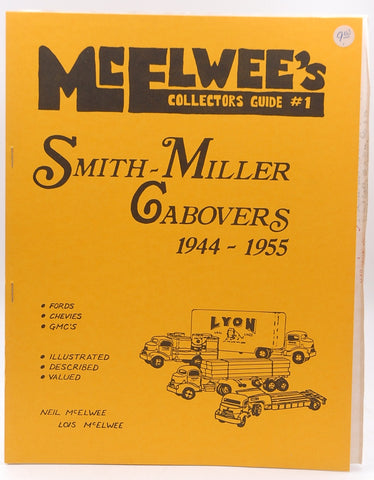 McELWEE'S
COLLECTORS GUIDE #1
SMITH-MILLER
CABOVERS
1944 - 1955
• FORDS
• CHEVIES
• GMC'S
• ILLUSTRATED
• DESCRIBED
• VALUED
NEIL McELWEE
LOIS McELWEE
LYON